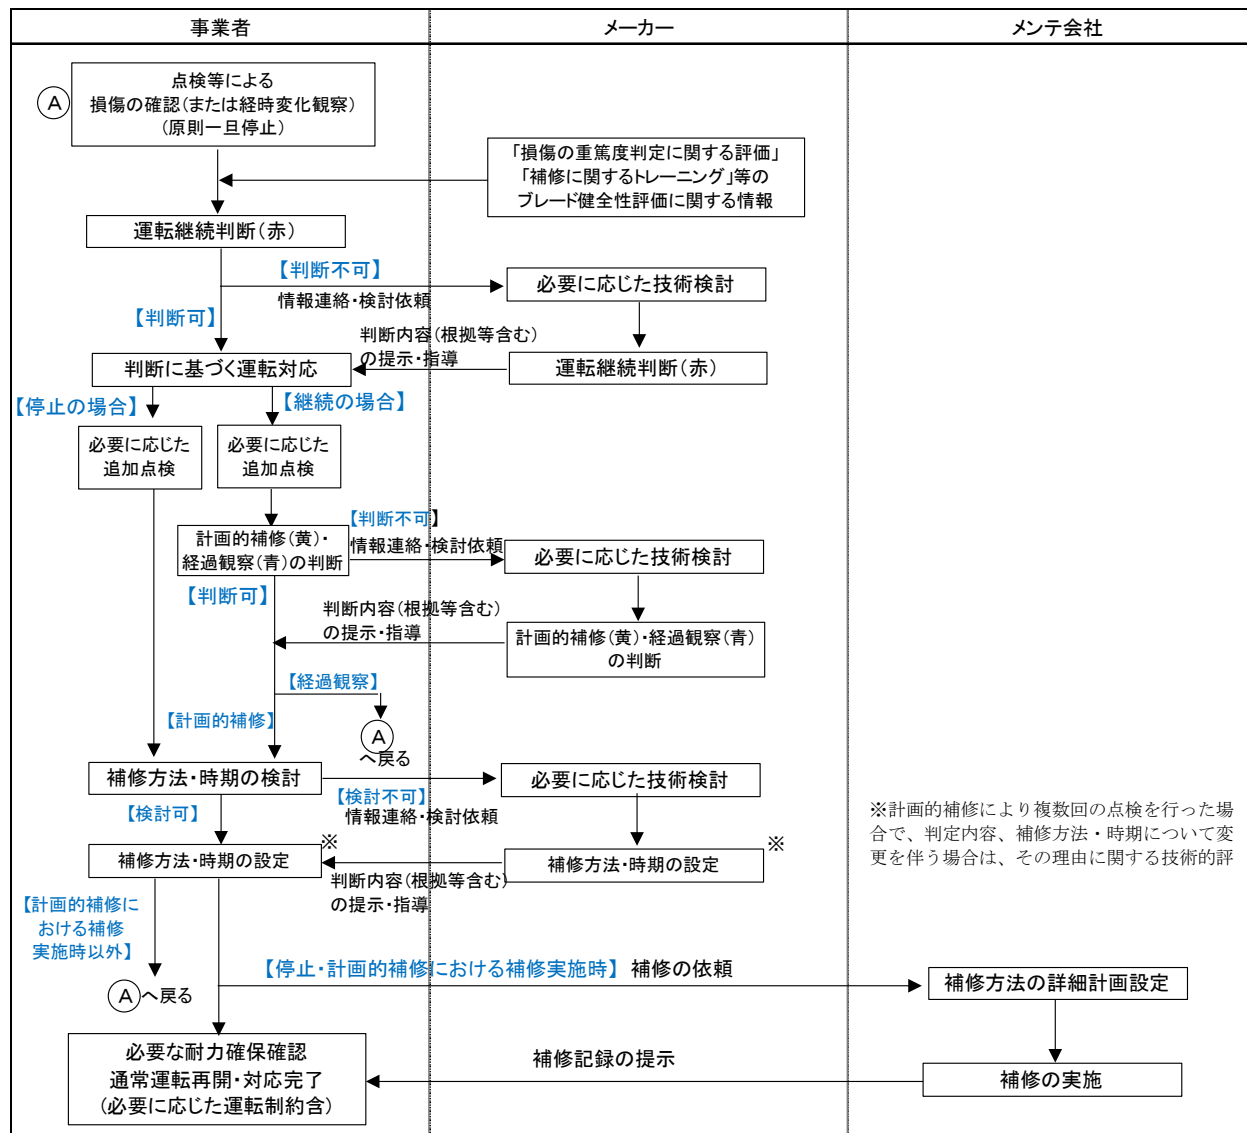 事業者
メーカー
メンテ会社
点検等による
損傷の確認(または経時変化観察)
(原則一旦停止)
A
「損傷の重篤度判定に関する評価」
「補修に関するトレーニング」等の
ブレード健全性評価に関する情報
運転継続判断(赤)
【判断不可】
情報連絡・検討依頼
必要に応じた技術検討
【判断可】
判断内容(根拠等含む)
の提示・指導
判断に基づく運転対応
運転継続判断(赤)
【停止の場合】
【継続の場合】
必要に応じた
追加点検
必要に応じた
追加点検
計画的補修(黄)・
経過観察(青)の判断
【判断不可】
情報連絡・検討依頼
必要に応じた技術検討
【判断可】
判断内容(根拠等含む)
の提示・指導
計画的補修(黄)・経過観察(青)
の判断
【経過観察】
【計画的補修】
A
へ戻る
補修方法・時期の検討
必要に応じた技術検討
【検討可】
【検討不可】
情報連絡・検討依頼
※
補修方法・時期の設定
補修方法・時期の設定
※
判断内容(根拠等含む)
の提示・指導
※計画的補修により複数回の点検を行った場
合で、判定内容、補修方法・時期について変
更を伴う場合は、その理由に関する技術的評
【計画的補修に
おける補修
実施時以外】
Aへ戻る
【停止・計画的補修における補修実施時】 補修の依頼
補修方法の詳細計画設定
必要な耐力確保確認
通常運転再開・対応完了
(必要に応じた運転制約含)
補修記録の提示
補修の実施